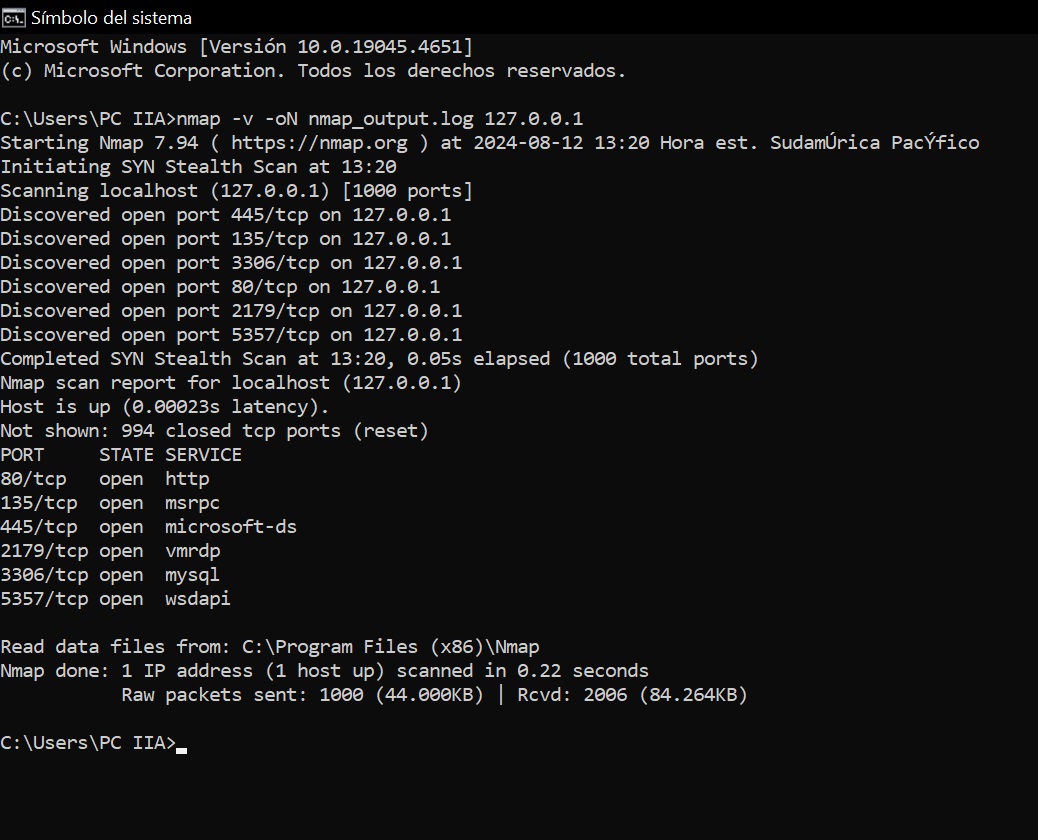 Símbolo del sistema
Microsoft Windows [Versión 10.0.19045.4651]
(c) Microsoft Corporation. Todos los derechos reservados.
C:\Users\PC IIA>nmap -v -oN nmap_output.log 127.0.0.1
Starting Nmap 7.94 ( https://nmap.org ) at 2024-08-12 13:20 Hora est. SudamÚrica PacÝfico
Initiating SYN Stealth Scan at 13:20
Scanning localhost (127.0.0.1) [1000 ports]
Discovered open port 445/tcp on 127.0.0.1
Discovered open port 135/tcp on 127.0.0.1
Discovered open port 3306/tcp on 127.0.0.1
Discovered open port 80/tcp on 127.0.0.1
Discovered open port 2179/tcp on 127.0.0.1
Discovered open port 5357/tcp on 127.0.0.1
Completed SYN Stealth Scan at 13:20, 0.05s elapsed (1000 total ports)
Nmap scan report for localhost (127.0.0.1)
Host is up (0.00023s latency).
Not shown: 994 closed tcp ports (reset)
PORT     STATE SERVICE
80/tcp   open  http
135/tcp  open  msrpc
445/tcp  open  microsoft-ds
2179/tcp open  vmrdp
3306/tcp open  mysql
5357/tcp open  wsdapi
Read data files from: C:\Program Files (x86)\Nmap
Nmap done: 1 IP address (1 host up) scanned in 0.22 seconds
           Raw packets sent: 1000 (44.000KB) | Rcvd: 2006 (84.264KB)
C:\Users\PC IIA>